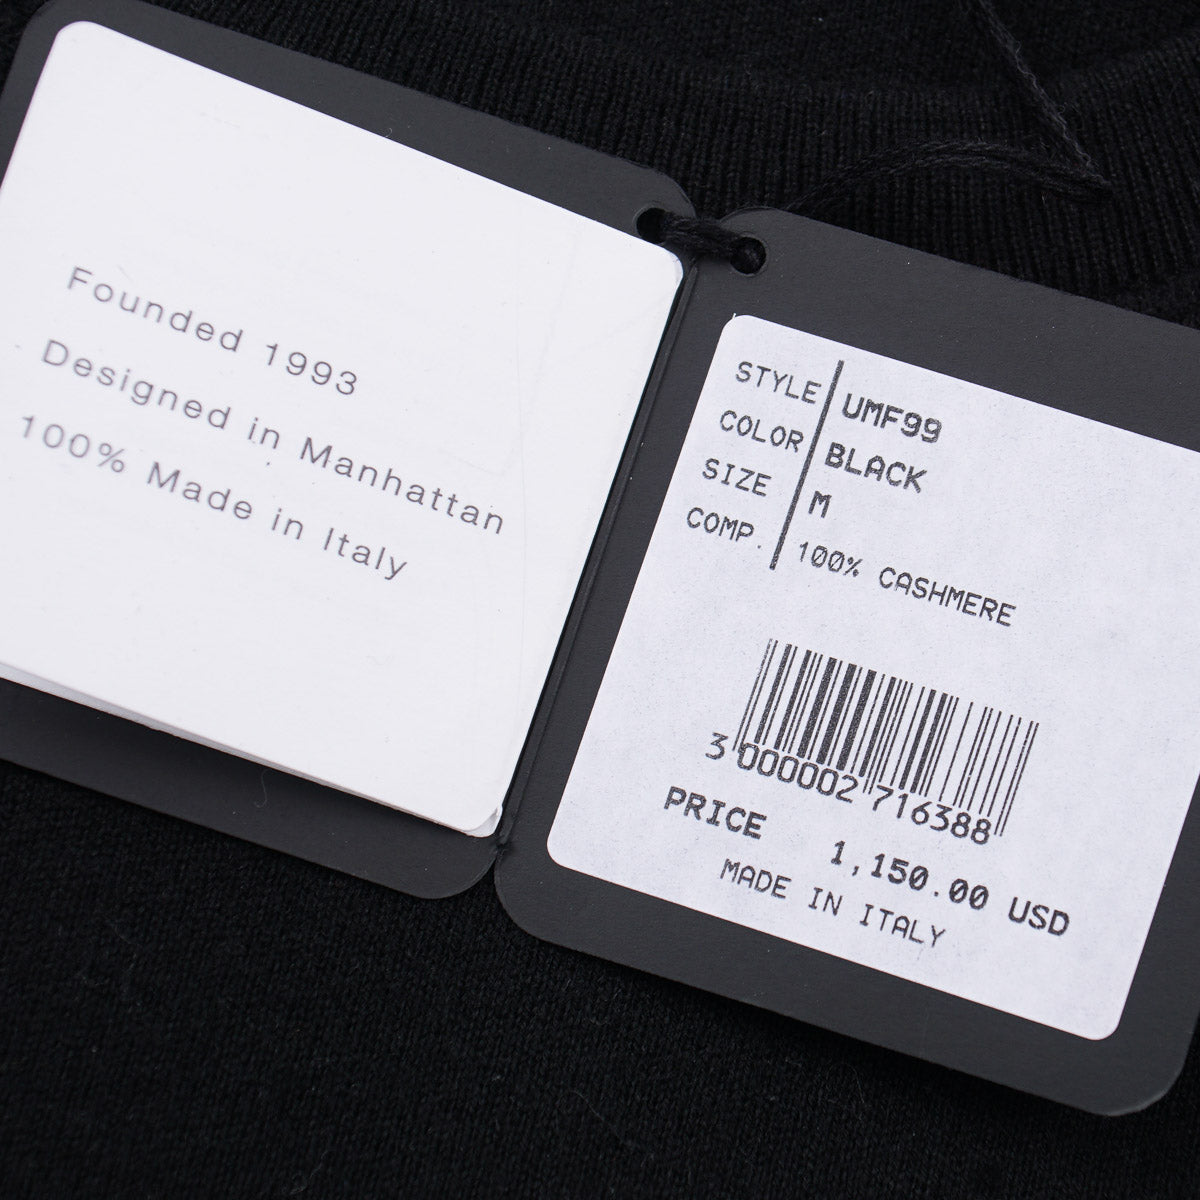 Founded 1993
Designed in Manhattan
100% Made in Italy
STYLE UMF99
COLOR BLACK
SIZE M
COMP. 100% CASHMERE
3 000002 716388
PRICE 1,150.00 USD
MADE IN ITALY